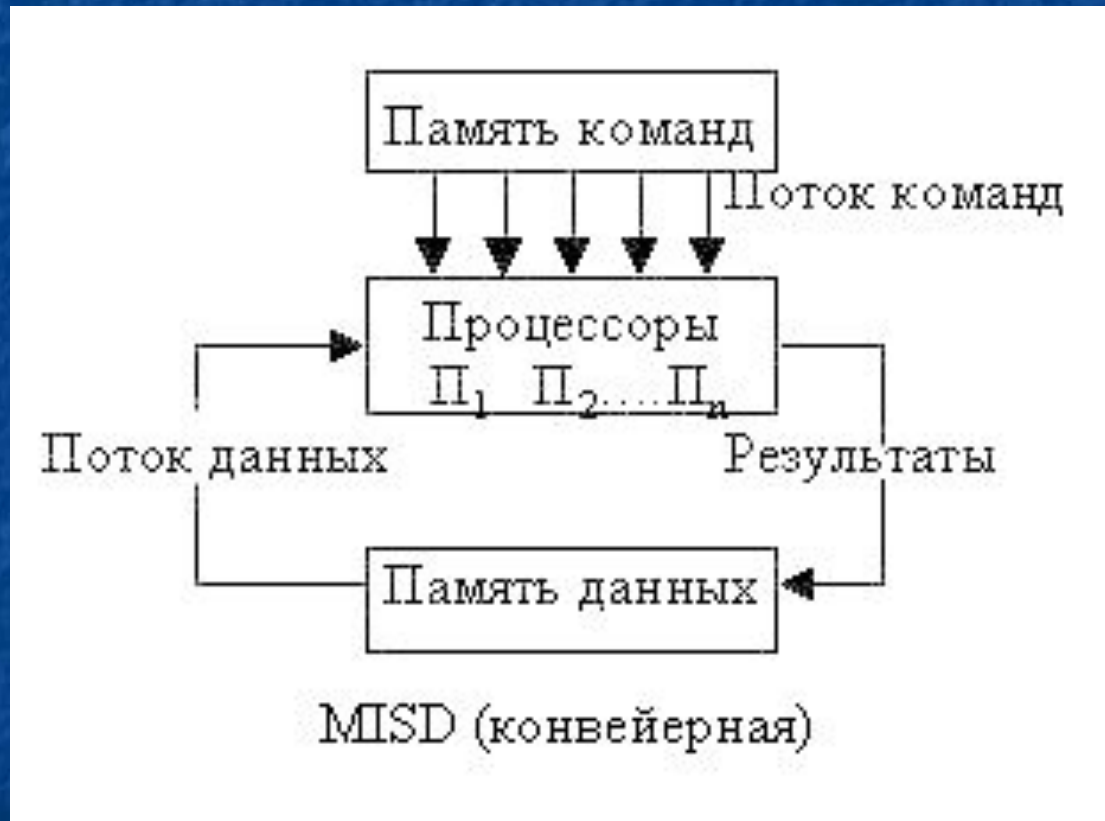 Память команд
Поток команд
Процессоры
П1 П2.... Пn
Поток данных
Результаты
Память данных
MISD (конвейерная)